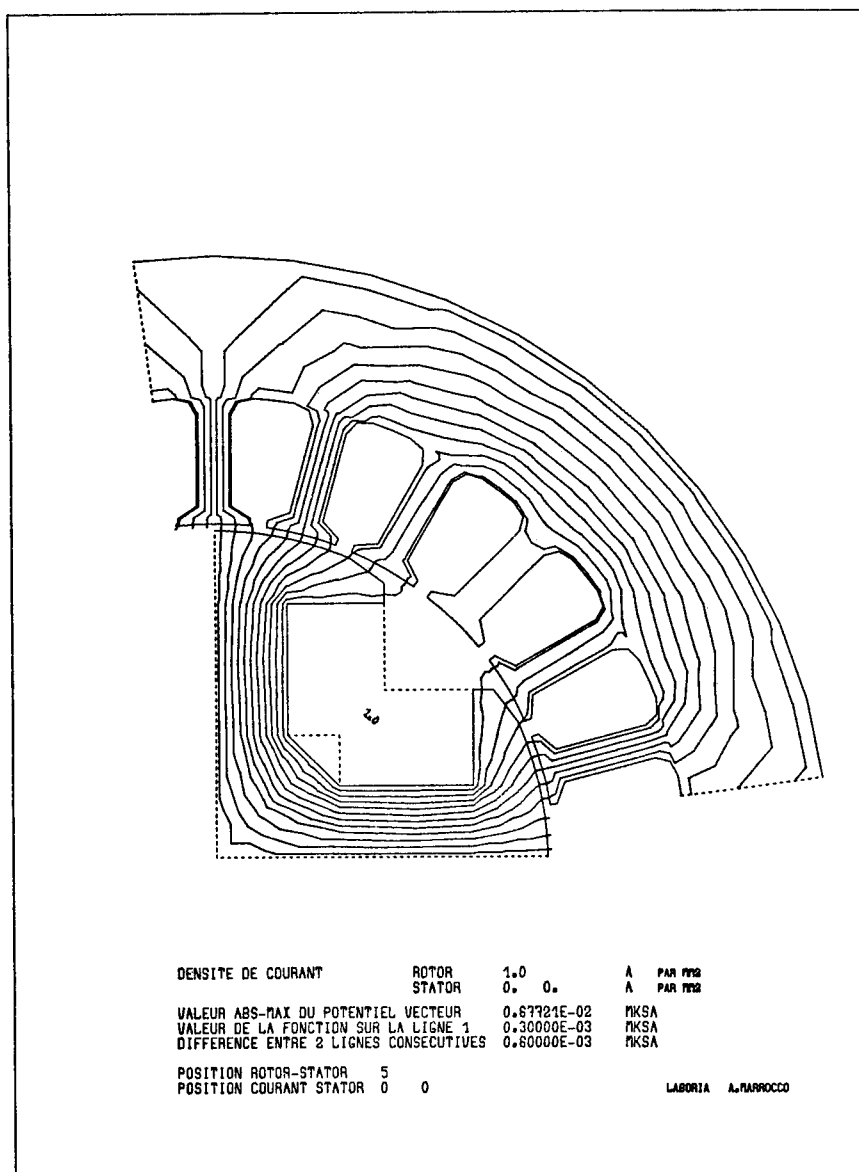 2.0
DENSITE DE COURANT ROTOR 1.0 A PAR MM2
STATOR 0. 0. A PAR MM2
VALEUR ABS-MAX DU POTENTIEL VECTEUR 0.67721E-02 MKSA
VALEUR DE LA FONCTION SUR LA LIGNE 1 0.30000E-03 MKSA
DIFFERENCE ENTRE 2 LIGNES CONSECUTIVES 0.60000E-03 MKSA
POSITION ROTOR-STATOR 5
POSITION COURANT STATOR 0 0 LABORIA A.MARROCCO